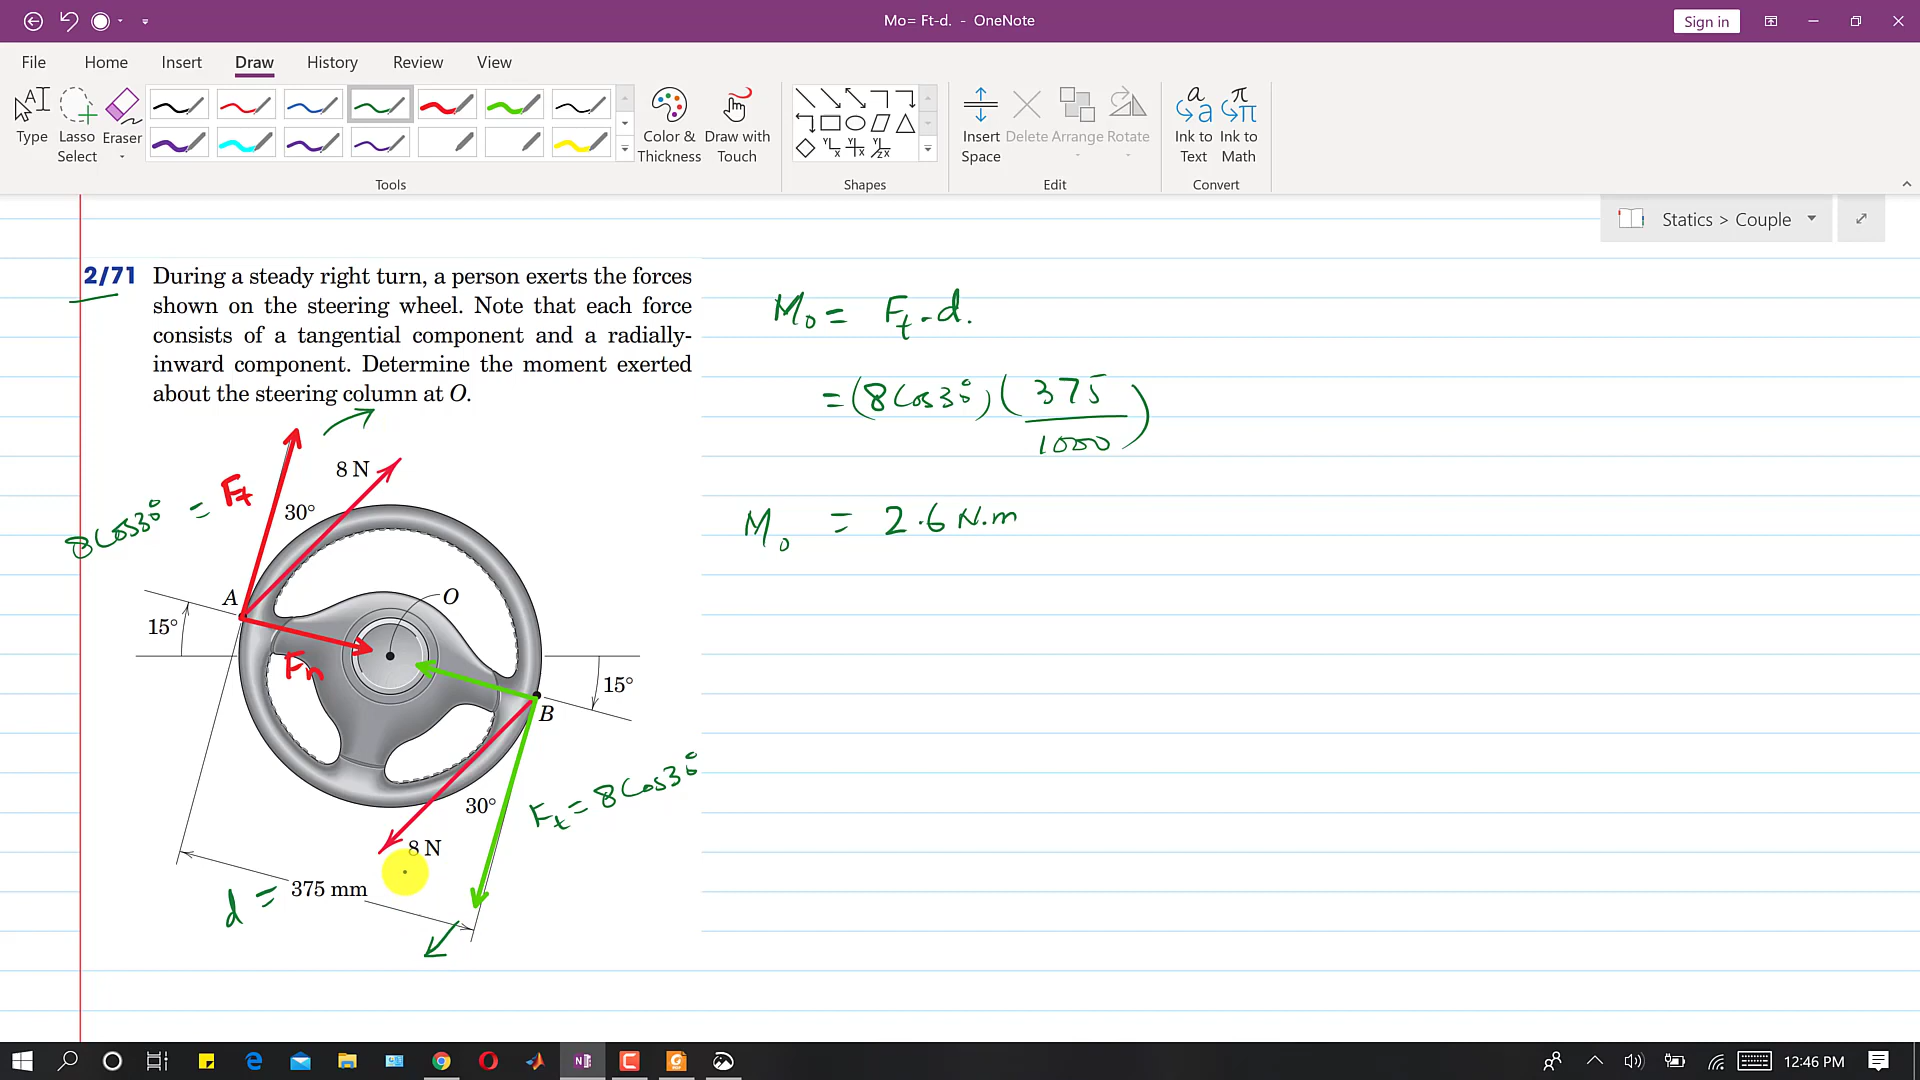 Mo= Ft-d. - OneNote
Sign in
File Home Insert Draw History Review View
Type
Lasso Select
Eraser
Color & Thickness
Draw with Touch
Insert Space
Delete
Arrange
Rotate
Ink to Text
Ink to Math
Tools
Shapes
Edit
Convert
Statics > Couple
2/71 During a steady right turn, a person exerts the forces
shown on the steering wheel. Note that each force
consists of a tangential component and a radially-
inward component. Determine the moment exerted
about the steering column at O.
Mo = Ft - d.
= (8 Cos30°) (375/1000)
Mo = 2.6 N.m
8 N
8Cos30° = Ft
30°
A
O
15°
Fn
15°
B
30°
Ft = 8Cos30°
8 N
d = 375 mm
12:46 PM